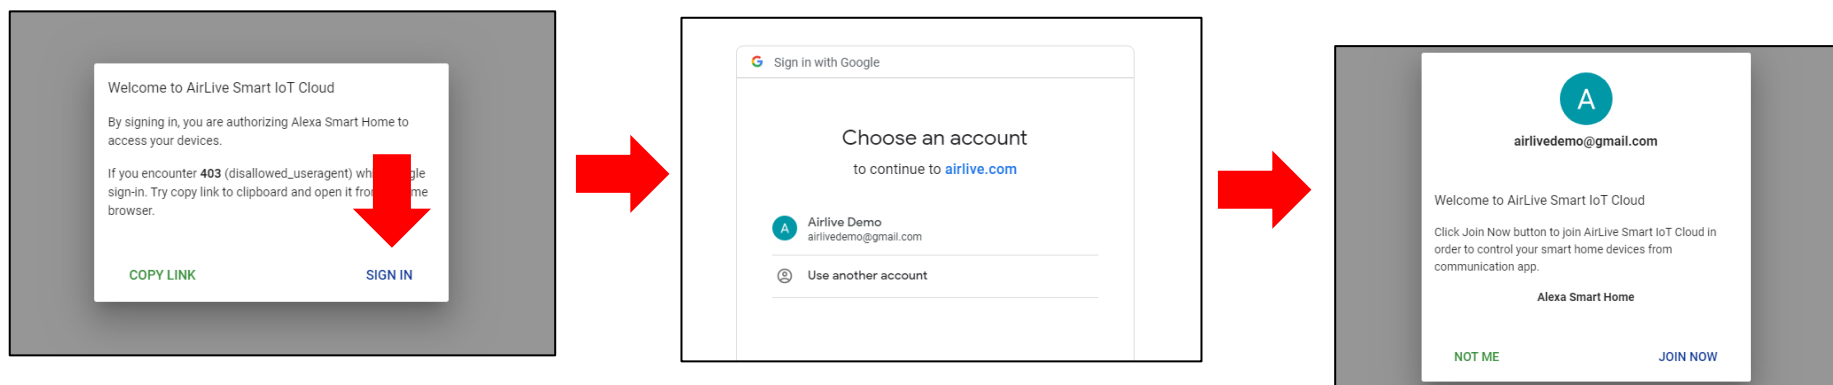 Welcome to AirLive Smart IoT Cloud
By signing in, you are authorizing Alexa Smart Home to
access your devices.
If you encounter 403 (disallowed_useragent) gle
sign-in. Try copy link to clipboard and open it me
browser.
COPY LINK
SIGN IN
Sign in with Google
Choose an account
to continue to airlive.com
A
Airlive Demo
airlivedemo@gmail.com
Use another account
A
airlivedemo@gmail.com
Welcome to AirLive Smart IoT Cloud
Click Join Now button to join AirLive Smart IoT Cloud in
order to control your smart home devices from
communication app.
Alexa Smart Home
NOT ME
JOIN NOW